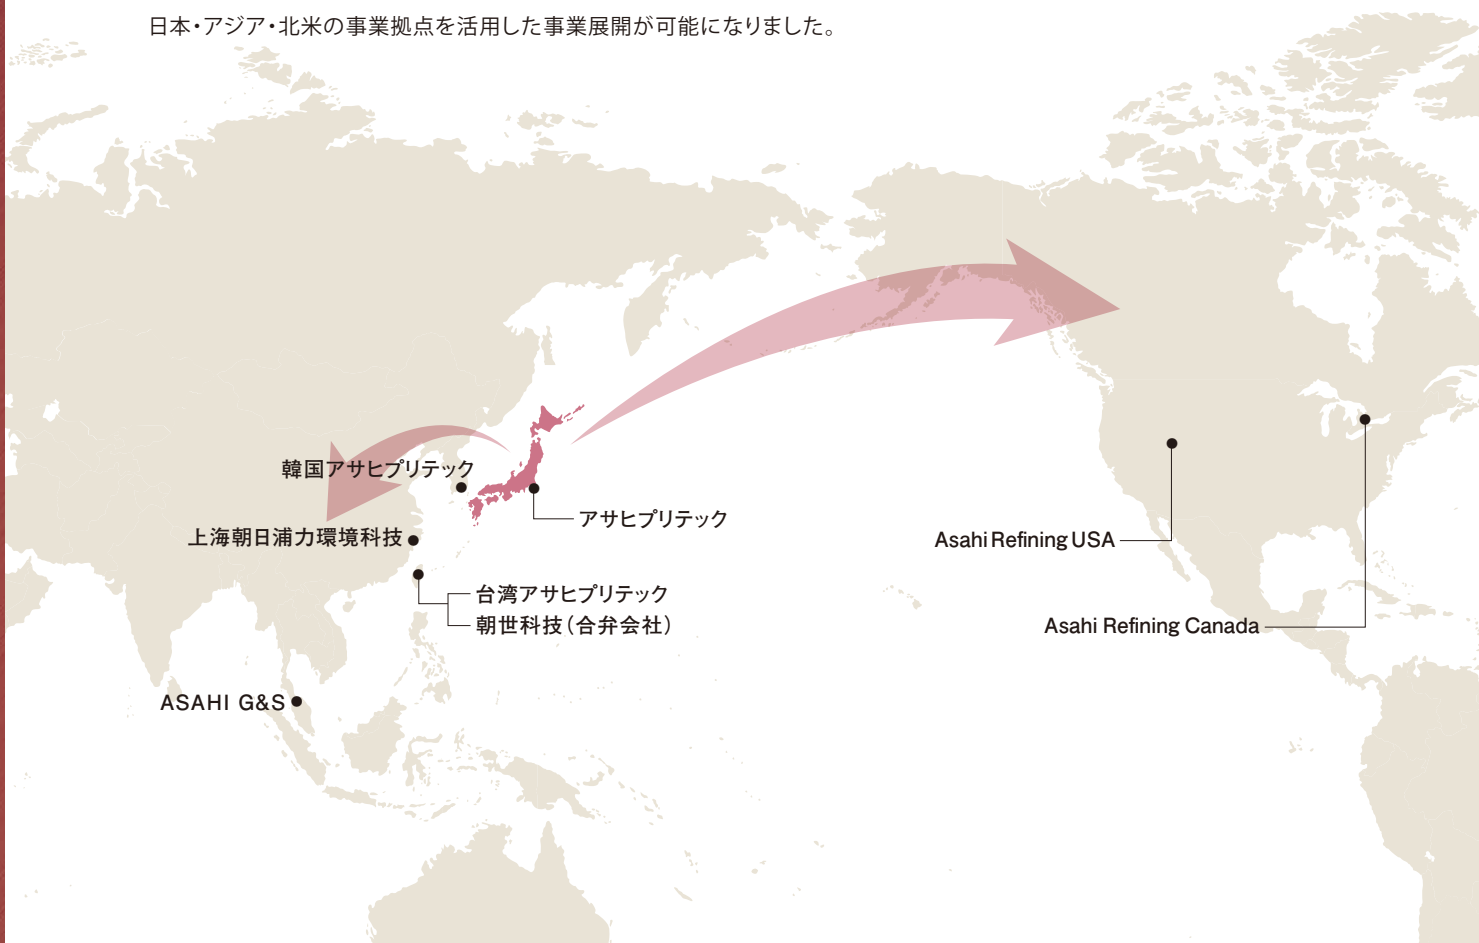 日本・アジア・北米の事業拠点を活用した事業展開が可能になりました。
韓国アサヒプリテック
アサヒプリテック
上海朝日浦力環境科技
台湾アサヒプリテック
朝世科技（合弁会社）
ASAHI G&S
Asahi Refining USA
Asahi Refining Canada